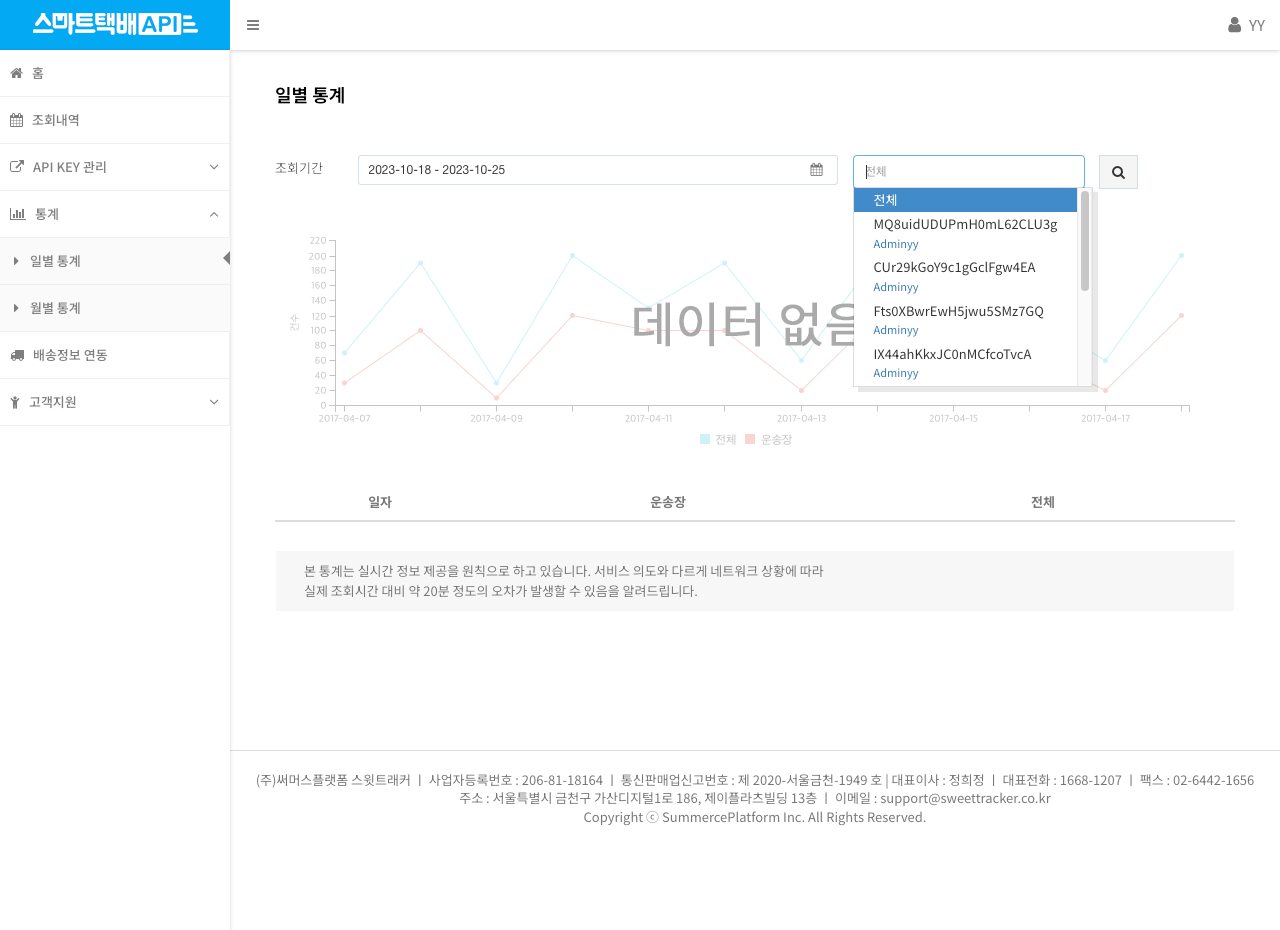 스마트택배API
YY
홈
조회내역
API KEY 관리
통계
일별 통계
월별 통계
배송정보 연동
고객지원
일별 통계
조회기간
2023-10-18 - 2023-10-25
전체
전체
MQ8uidUDUPmH0mL62CLU3g
Adminyy
CUr29kGoY9c1gGclFgw4EA
Adminyy
Fts0XBwrEwH5jwu5SMz7GQ
Adminyy
IX44ahKkxJC0nMCfcoTvcA
Adminyy
데이터 없음
건수
220
200
180
160
140
120
100
80
60
40
20
0
2017-04-07 2017-04-09 2017-04-11 2017-04-13 2017-04-15 2017-04-17
전체 운송장
일자 운송장 전체
본 통계는 실시간 정보 제공을 원칙으로 하고 있습니다. 서비스 의도와 다르게 네트워크 상황에 따라
실제 조회시간 대비 약 20분 정도의 오차가 발생할 수 있음을 알려드립니다.
(주)써머스플랫폼 스윗트래커 ㅣ 사업자등록번호 : 206-81-18164 ㅣ 통신판매업신고번호 : 제 2020-서울금천-1949 호 | 대표이사 : 정희정 ㅣ 대표전화 : 1668-1207 ㅣ 팩스 : 02-6442-1656
주소 : 서울특별시 금천구 가산디지털1로 186, 제이플라츠빌딩 13층 ㅣ 이메일 : support@sweettracker.co.kr
Copyright ⓒ SummercePlatform Inc. All Rights Reserved.